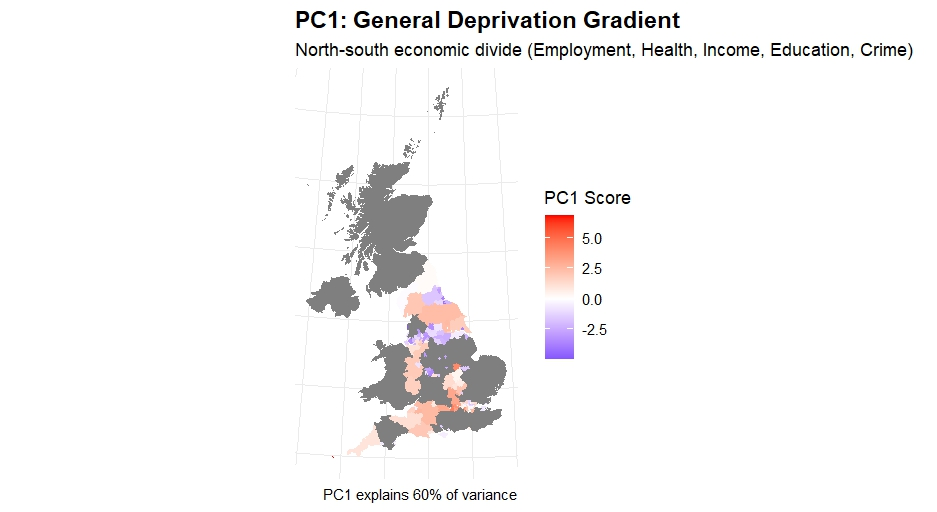 PC1: General Deprivation Gradient
North-south economic divide (Employment, Health, Income, Education, Crime)
PC1 Score
5.0
2.5
0.0
-2.5
PC1 explains 60% of variance